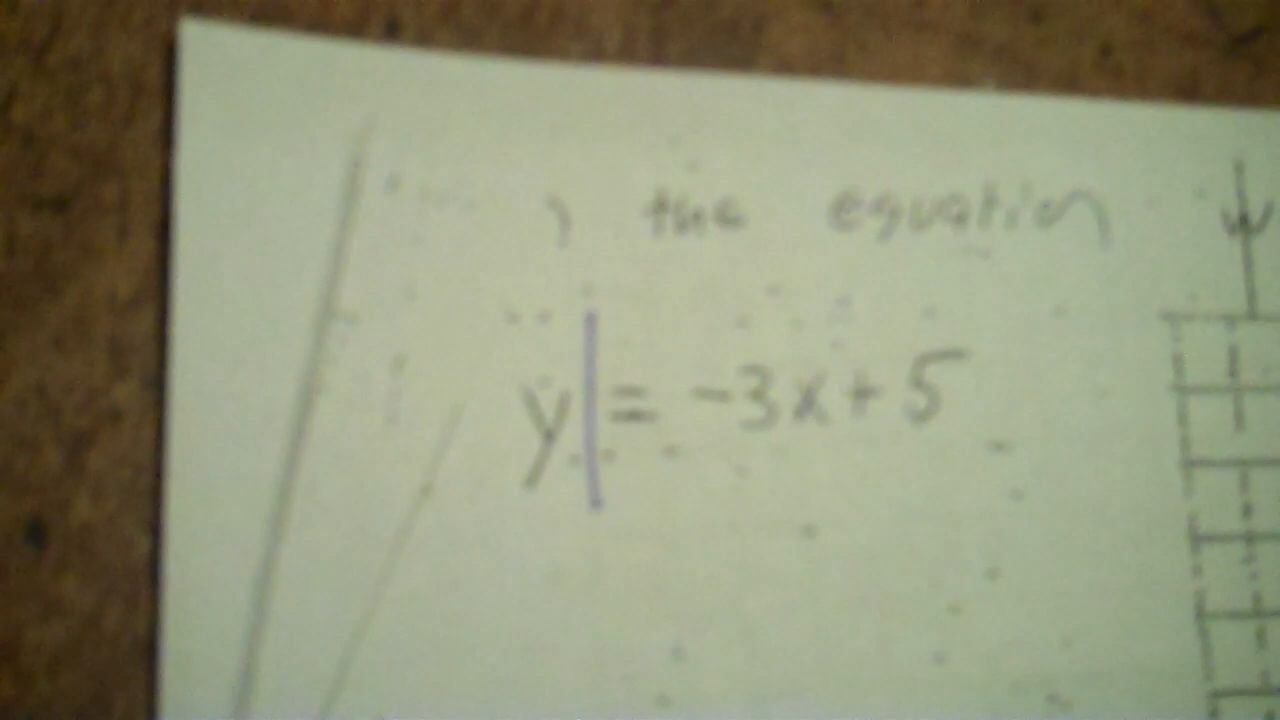 the equation
y = -3x + 5